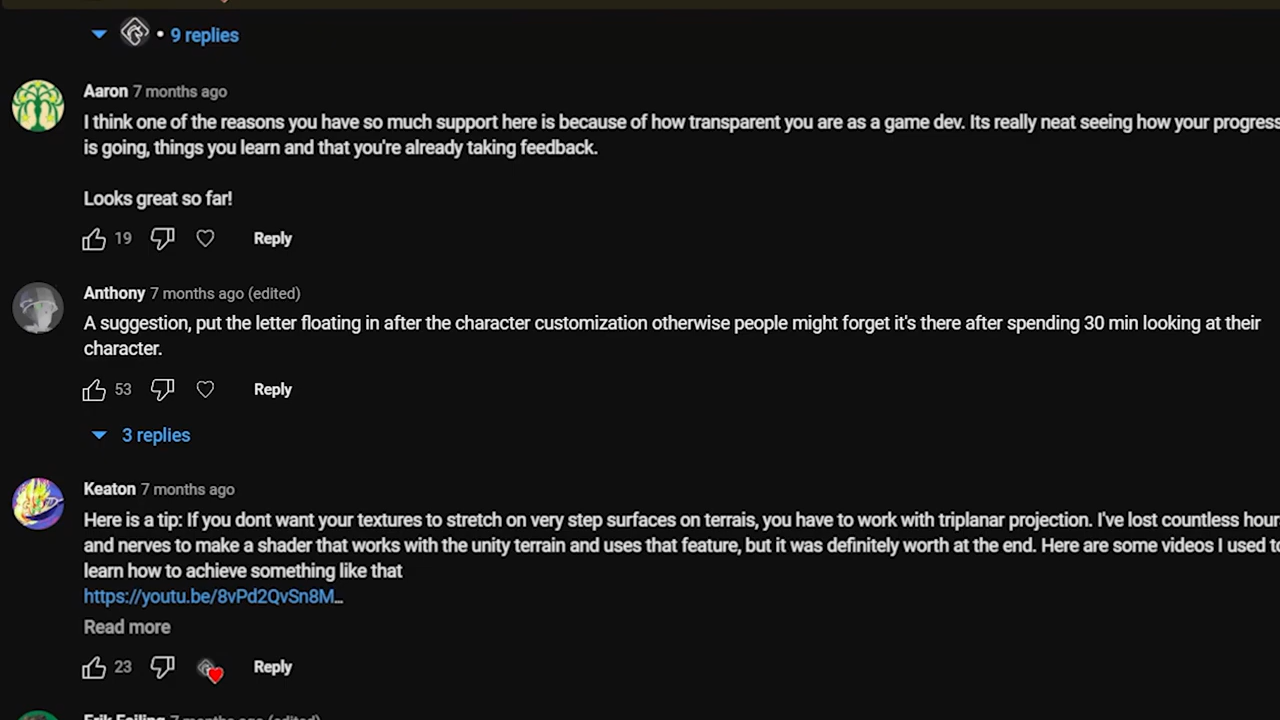 • 9 replies
Aaron 7 months ago
I think one of the reasons you have so much support here is because of how transparent you are as a game dev. Its really neat seeing how your progress
is going, things you learn and that you're already taking feedback.
Looks great so far!
19 Reply
Anthony 7 months ago (edited)
A suggestion, put the letter floating in after the character customization otherwise people might forget it's there after spending 30 min looking at their
character.
53 Reply
3 replies
Keaton 7 months ago
Here is a tip: If you dont want your textures to stretch on very step surfaces on terrais, you have to work with triplanar projection. I've lost countless hour
and nerves to make a shader that works with the unity terrain and uses that feature, but it was definitely worth at the end. Here are some videos I used to
learn how to achieve something like that
https://youtu.be/8vPd2QvSn8M...
Read more
23 Reply
7 months ago (edited)